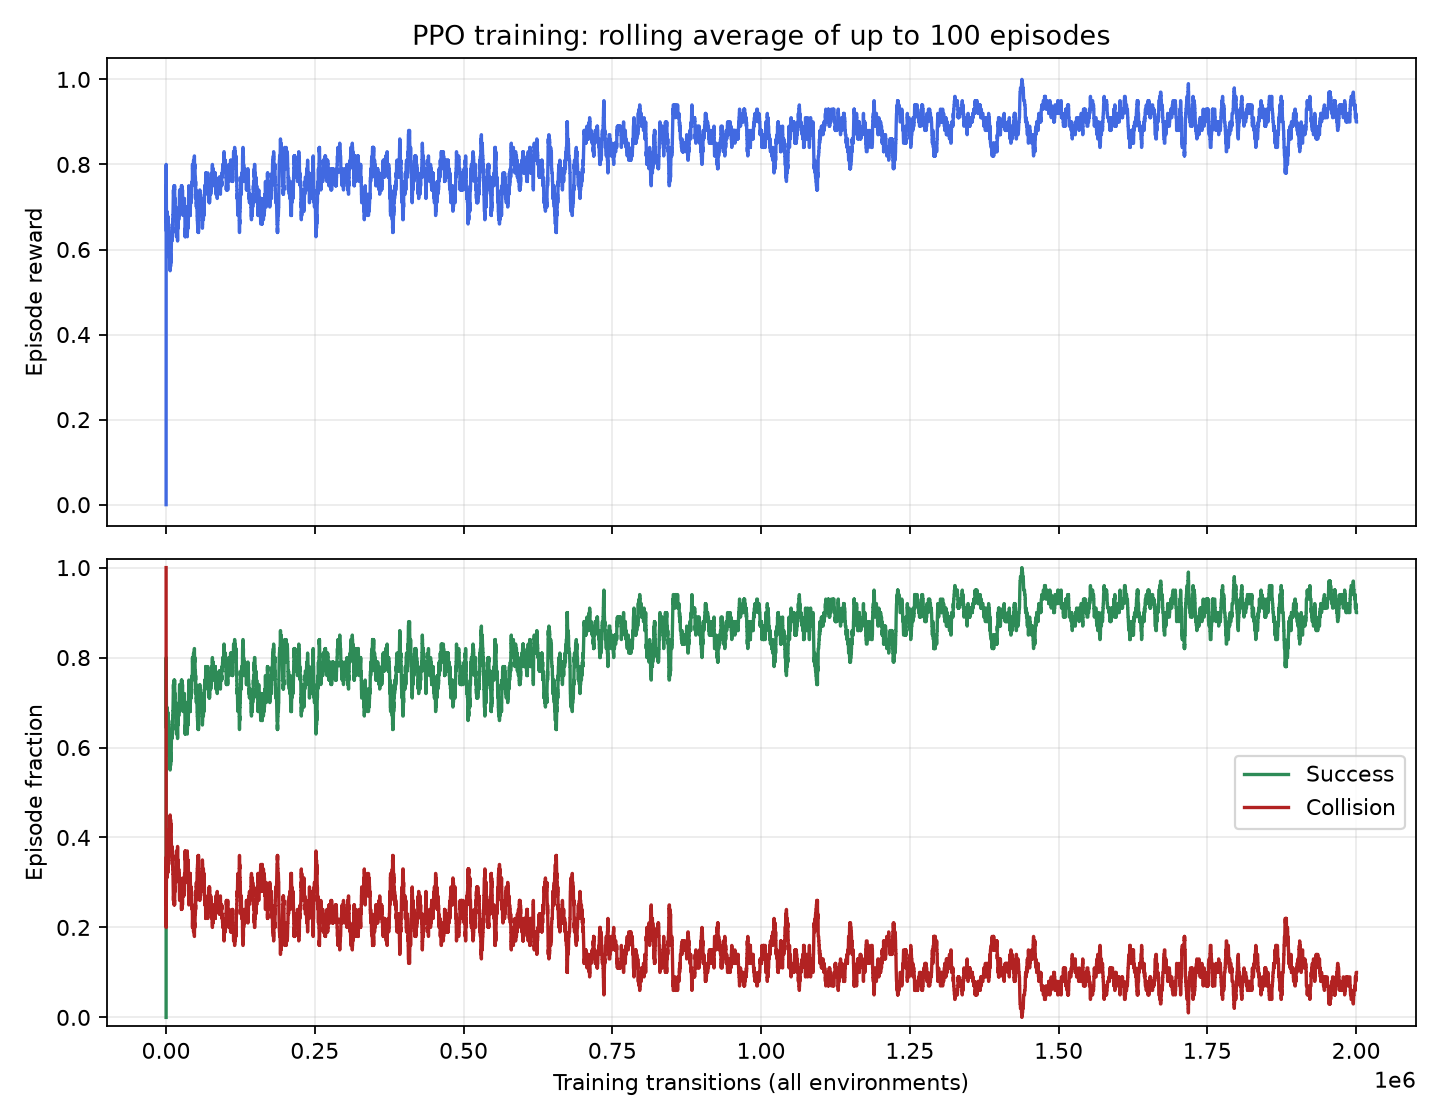 PPO training: rolling average of up to 100 episodes
1.0
0.8
0.6
0.4
0.2
0.0
Episode reward
1.0
0.8
0.6
0.4
0.2
0.0
Episode fraction
Success
Collision
0.00 0.25 0.50 0.75 1.00 1.25 1.50 1.75 2.00
1e6
Training transitions (all environments)